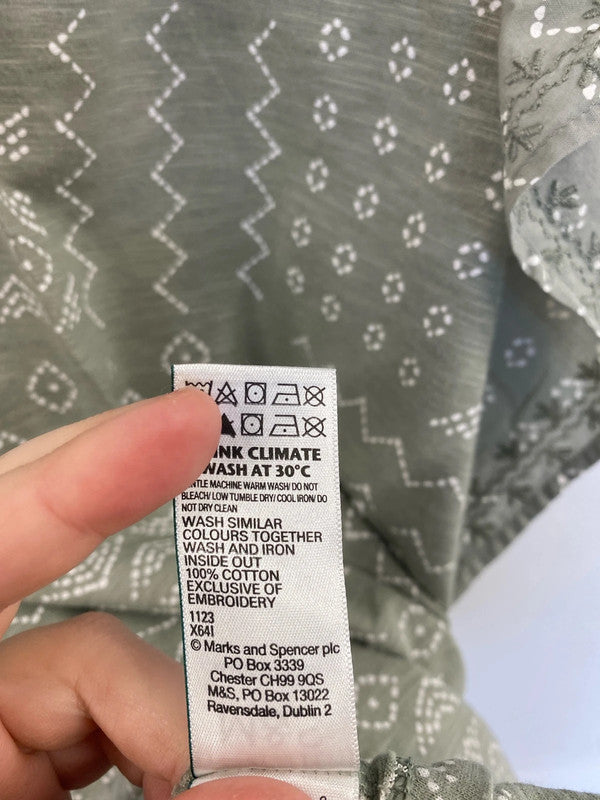 CLIMATE
WASH AT 30°C
MACHINE WARM WASH/DO NOT
BLEACH/LOW TUMBLE DRY/COOL IRON/DO
NOT DRY CLEAN
WASH SIMILAR
COLOURS TOGETHER
WASH AND IRON
INSIDE OUT
100% COTTON
EXCLUSIVE OF
EMBROIDERY
1123
X641
© Marks and Spencer plc
PO Box 3339
Chester CH99 9QS
M&S, PO Box 13022
Ravensdale, Dublin 2